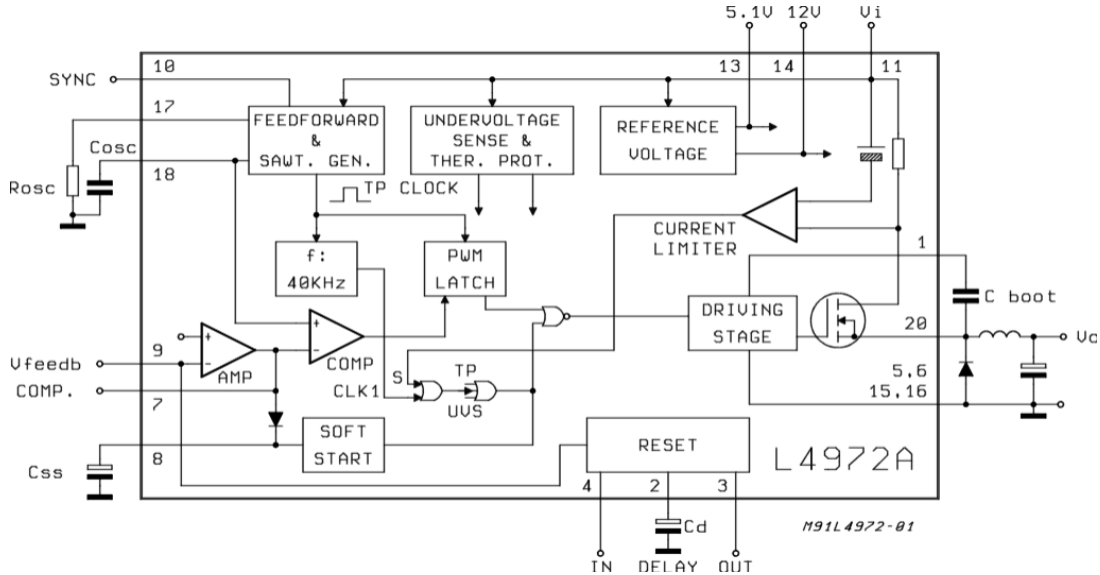 5.1V 12V Vi
10 13 14 11
SYNC
17
FEEDFORWARD
&
SAWT. GEN.
UNDERVOLTAGE
SENSE &
THER. PROT.
REFERENCE
VOLTAGE
Cosc
18
Rosc
TP CLOCK
CURRENT
LIMITER
1
f:
40KHz
PWM
LATCH
C boot
DRIVING
STAGE
20
+ -
+ -
9
COMP
Vo
Vfeedb
AMP
S
TP
5,6
COMP.
CLK1
UVS
15,16
7
SOFT
START
RESET
L4972A
8
Css
4 2 3
Cd
M91L4972-01
IN DELAY OUT